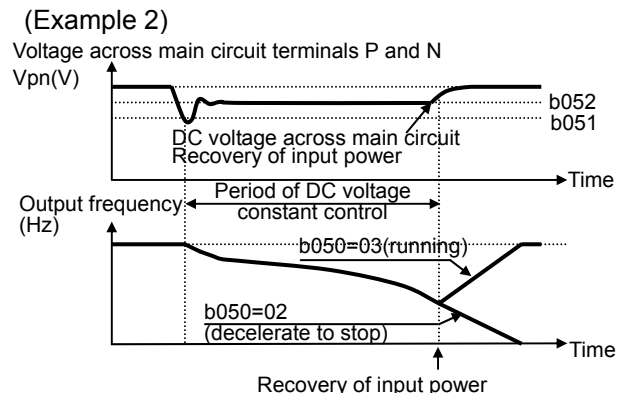 (Example 2)
Voltage across main circuit terminals P and N
Vpn(V)
b052
b051
DC voltage across main circuit
Recovery of input power
Time
Output frequency
(Hz)
Period of DC voltage
constant control
b050=03(running)
b050=02
(decelerate to stop)
Time
Recovery of input power